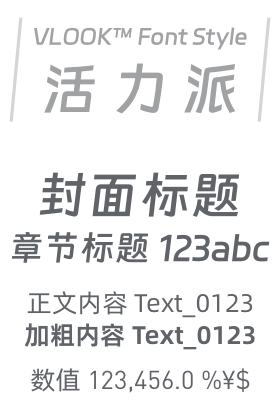 VLOOK™ Font Style
活力派
封面标题
章节标题 123abc
正文内容 Text_0123
加粗内容 Text_0123
数值 123,456.0 %¥$